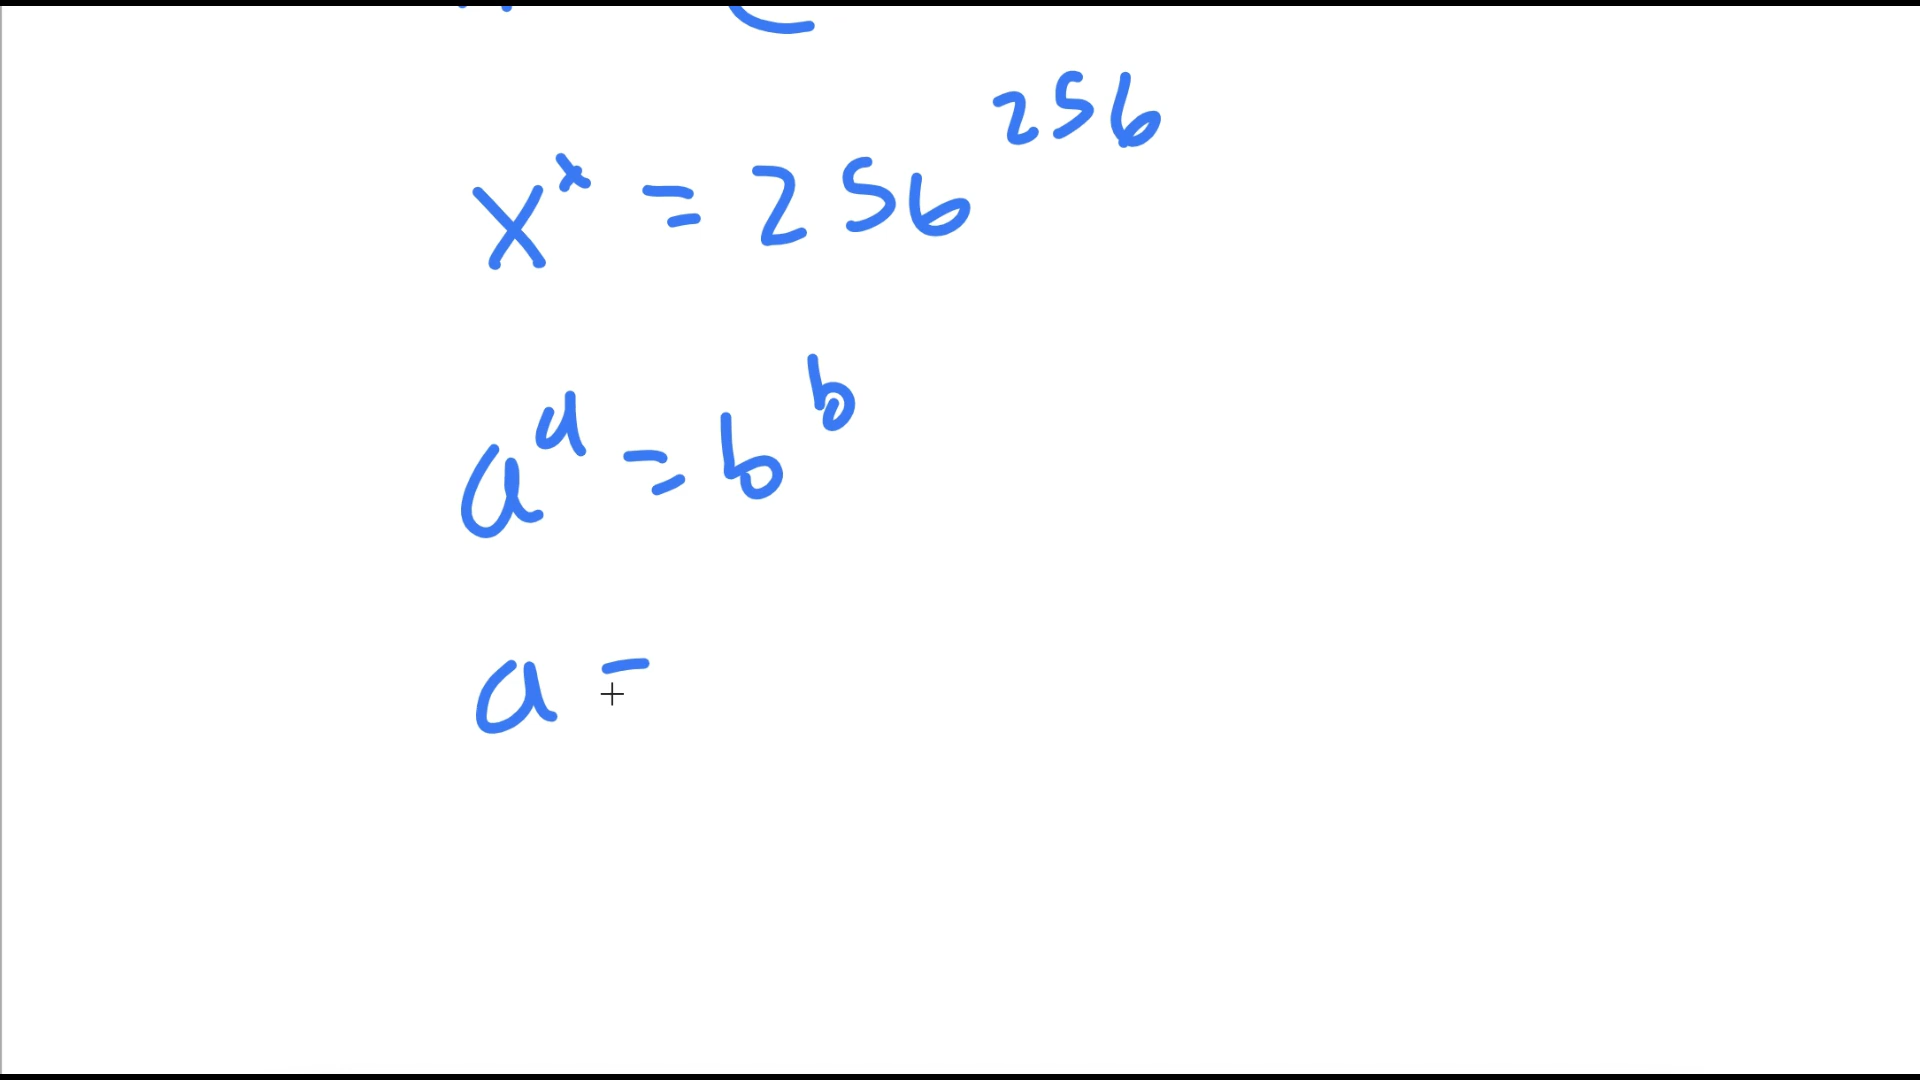 x^x = 256^256
a^a = b^b
a -